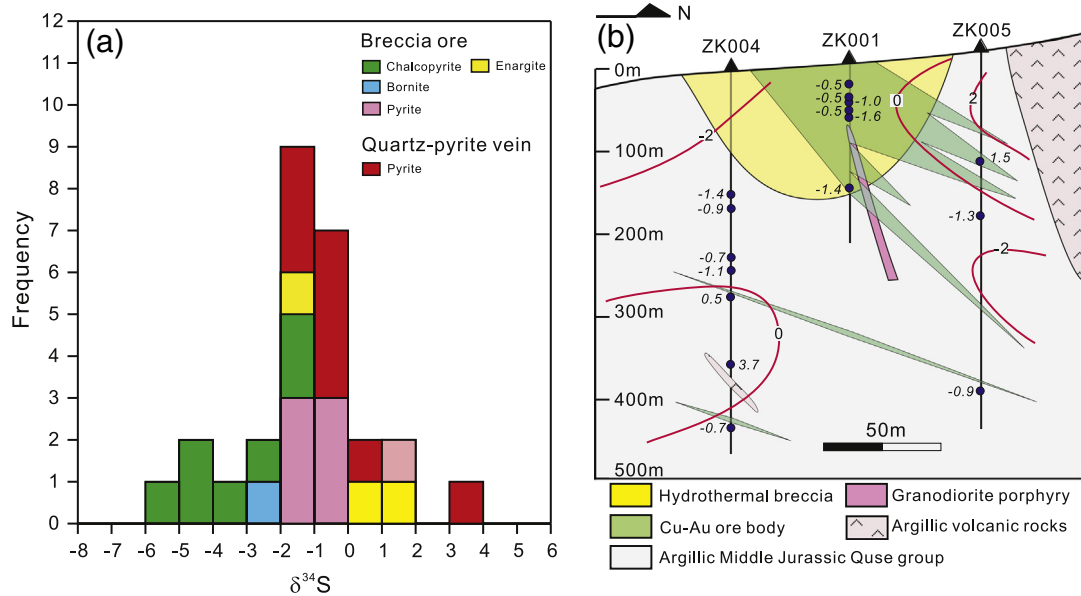 (a)
Frequency
12
11
10
9
8
7
6
5
4
3
2
1
0
-8 -7 -6 -5 -4 -3 -2 -1 0 1 2 3 4 5 6
δ³⁴S
Breccia ore
Chalcopyrite Enargite
Bornite
Pyrite
Quartz-pyrite vein
Pyrite
(b)
N
ZK004 ZK001 ZK005
0m
100m
200m
300m
400m
500m
-2
0
2
-2
0
-0.5
-0.5 -1.0
-0.5 -1.6
-1.4
1.5
-1.3
-0.9
-1.4
-0.9
-0.7
-1.1
0.5
3.7
-0.7
50m
Hydrothermal breccia Granodiorite porphyry
Cu-Au ore body Argillic volcanic rocks
Argillic Middle Jurassic Quse group